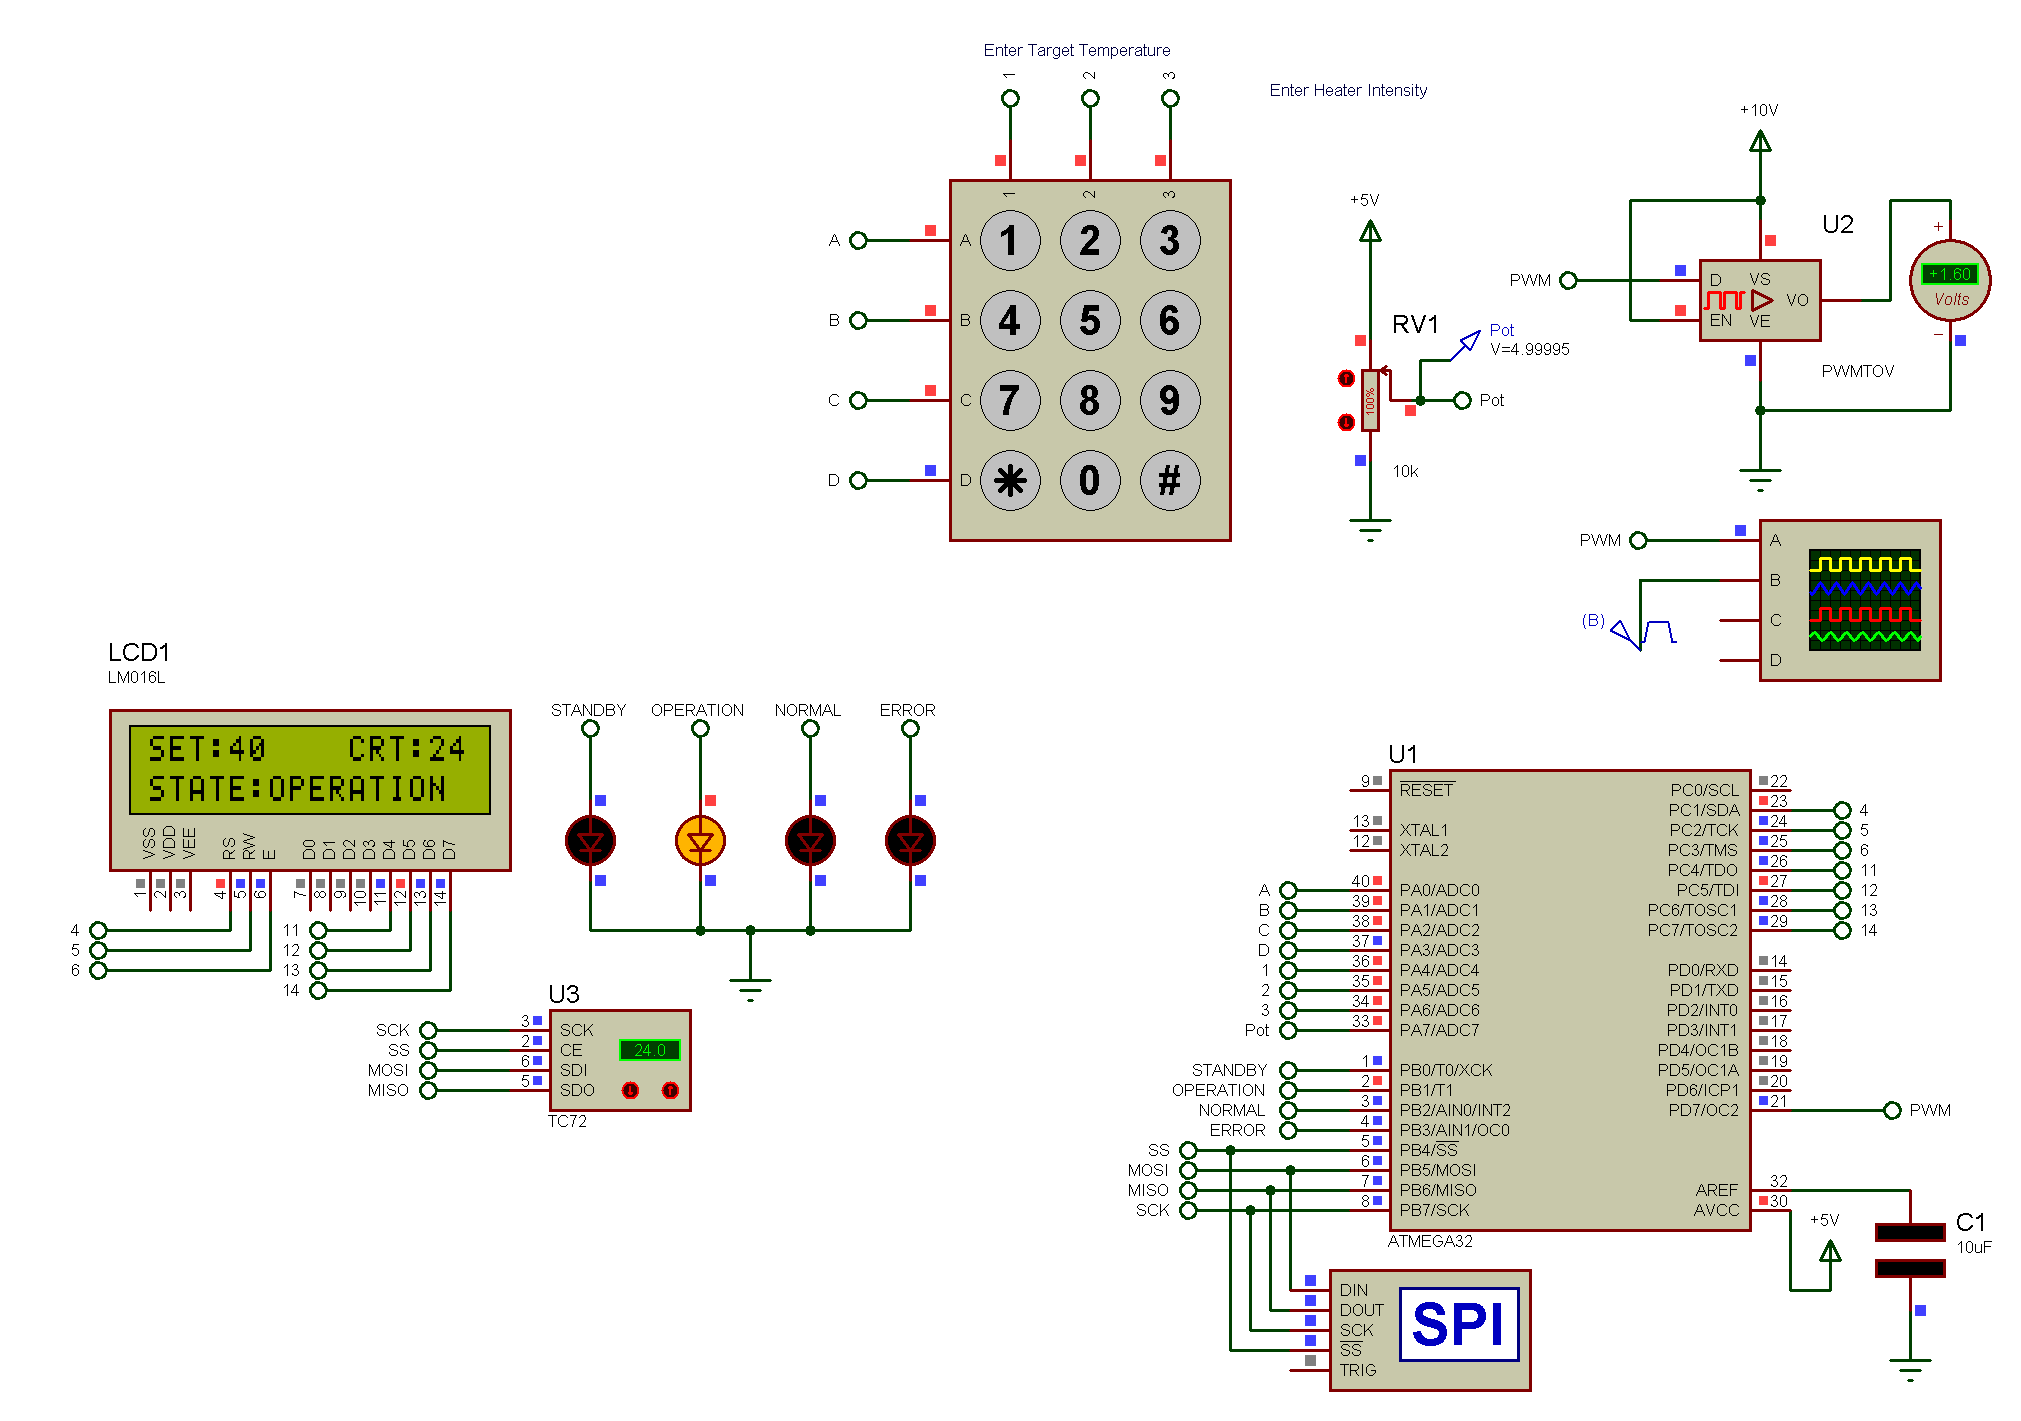 Enter Target Temperature
1 2 3
1 2 3
A A 1 2 3
B B 4 5 6
C C 7 8 9
D D * 0 #
Enter Heater Intensity
+5V
RV1
Pot
V=4.99995
100%
Pot
10k
+10V
U2
PWM
D VS
VO
EN VE
PWMTOV
+
+1.60
Volts
−
PWM
A
B
(B)
C
D
LCD1
LM016L
SET:40 CRT:24
STATE:OPERATION
VSS VDD VEE RS RW E D0 D1 D2 D3 D4 D5 D6 D7
1 2 3 4 5 6 7 8 9 10 11 12 13 14
4 11
5 12
6 13
14
STANDBY OPERATION NORMAL ERROR
U3
SCK 3 SCK
SS 2 CE
24.0
MOSI 6 SDI
MISO 5 SDO
TC72
U1
9 RESET PC0/SCL 22
PC1/SDA 23 4
13 XTAL1 PC2/TCK 24 5
12 XTAL2 PC3/TMS 25 6
PC4/TDO 26 11
A 40 PA0/ADC0 PC5/TDI 27 12
B 39 PA1/ADC1 PC6/TOSC1 28 13
C 38 PA2/ADC2 PC7/TOSC2 29 14
D 37 PA3/ADC3
1 36 PA4/ADC4 PD0/RXD 14
2 35 PA5/ADC5 PD1/TXD 15
3 34 PA6/ADC6 PD2/INT0 16
Pot 33 PA7/ADC7 PD3/INT1 17
PD4/OC1B 18
STANDBY 1 PB0/T0/XCK PD5/OC1A 19
OPERATION 2 PB1/T1 PD6/ICP1 20
NORMAL 3 PB2/AIN0/INT2 PD7/OC2 21 PWM
ERROR 4 PB3/AIN1/OC0
SS 5 PB4/SS
MOSI 6 PB5/MOSI
MISO 7 PB6/MISO AREF 32
SCK 8 PB7/SCK AVCC 30
ATMEGA32
+5V
C1
10uF
DIN
DOUT
SCK
SS
TRIG
SPI